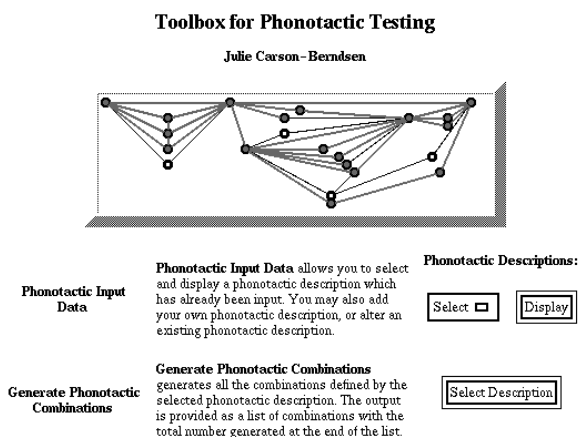 Toolbox for Phonotactic Testing
Julie Carson-Berndsen
Phonotactic Descriptions:
Phonotactic Input
Data
Phonotactic Input Data allows you to select
and display a phonotactic description which
has already been input. You may also add
your own phonotactic description, or alter an
existing phonotactic description.
Select
Display
Generate Phonotactic
Combinations
Generate Phonotactic Combinations
generates all the combinations defined by the
selected phonotactic description. The output
is provided as a list of combinations with the
total number generated at the end of the list.
Select Description